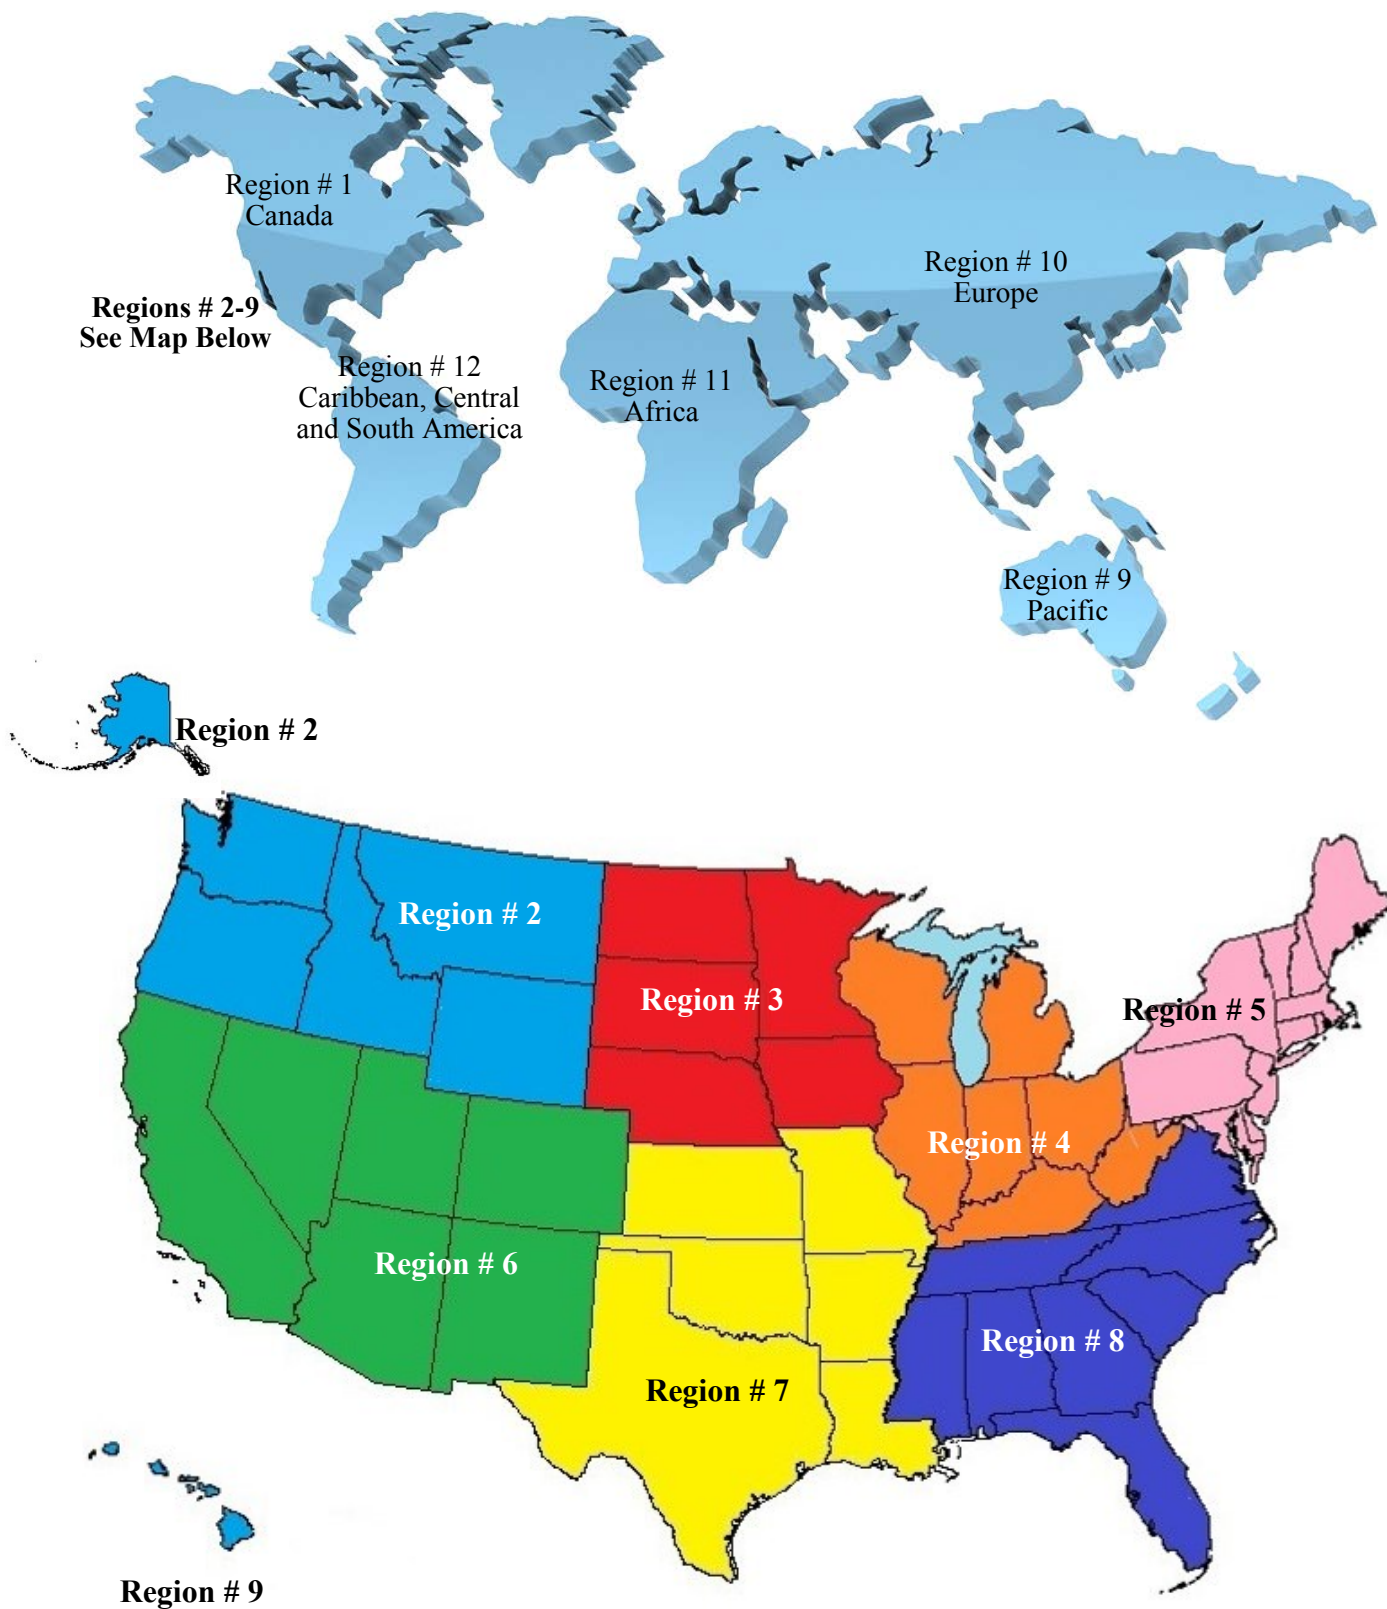 Region # 1
Canada
Region # 10
Europe
Regions # 2-9
See Map Below
Region # 12
Caribbean, Central
and South America
Region # 11
Africa
Region # 9
Pacific
Region # 2
Region # 2
Region # 3
Region # 5
Region # 4
Region # 6
Region # 8
Region # 7
Region # 9